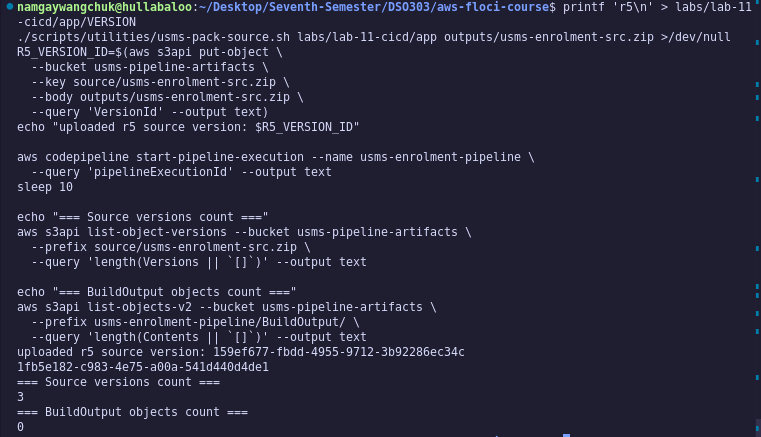 namgaywangchuk@hullabaloo:~/Desktop/Seventh-Semester/DSO303/aws-floci-course$ printf 'r5\n' > labs/lab-11
-cicd/app/VERSION
./scripts/utilities/usms-pack-source.sh labs/lab-11-cicd/app outputs/usms-enrolment-src.zip >/dev/null
R5_VERSION_ID=$(aws s3api put-object \
  --bucket usms-pipeline-artifacts \
  --key source/usms-enrolment-src.zip \
  --body outputs/usms-enrolment-src.zip \
  --query 'VersionId' --output text)
echo "uploaded r5 source version: $R5_VERSION_ID"

aws codepipeline start-pipeline-execution --name usms-enrolment-pipeline \
  --query 'pipelineExecutionId' --output text
sleep 10

echo "=== Source versions count ==="
aws s3api list-object-versions --bucket usms-pipeline-artifacts \
  --prefix source/usms-enrolment-src.zip \
  --query 'length(Versions || `[]`)' --output text

echo "=== BuildOutput objects count ==="
aws s3api list-objects-v2 --bucket usms-pipeline-artifacts \
  --prefix usms-enrolment-pipeline/BuildOutput/ \
  --query 'length(Contents || `[]`)' --output text
uploaded r5 source version: 159ef677-fbdd-4955-9712-3b92286ec34c
1fb5e182-c983-4e75-a00a-541d440d4de1
=== Source versions count ===
3
=== BuildOutput objects count ===
0